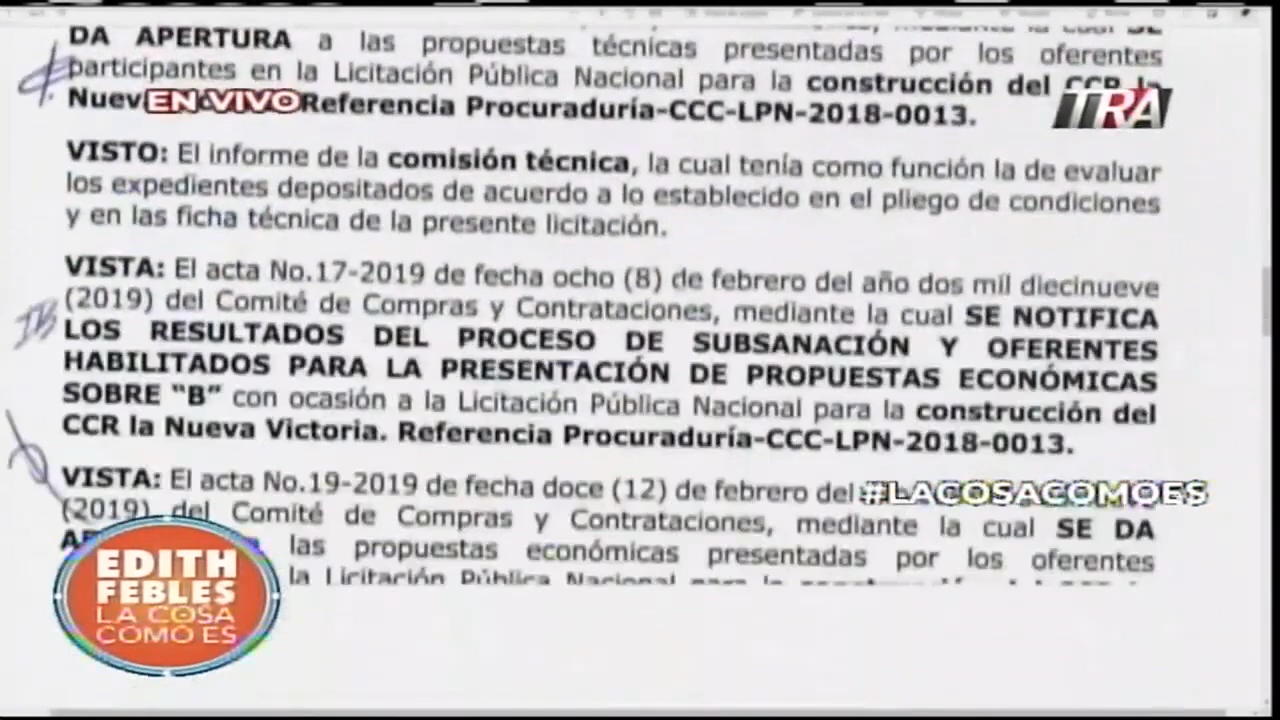 DA APERTURA a las propuestas técnicas presentadas por los oferentes
participantes en la Licitación Pública Nacional para la construcción del CCR la
EN VIVO Referencia Procuraduría-CCC-LPN-2018-0013.
TRA
VISTO: El informe de la comisión técnica, la cual tenía como función la de evaluar
los expedientes depositados de acuerdo a lo establecido en el pliego de condiciones
y en las ficha técnica de la presente licitación.
VISTA: El acta No.17-2019 de fecha ocho (8) de febrero del año dos mil diecinueve
(2019) del Comité de Compras y Contrataciones, mediante la cual SE NOTIFICA
LOS RESULTADOS DEL PROCESO DE SUBSANACIÓN Y OFERENTES
HABILITADOS PARA LA PRESENTACIÓN DE PROPUESTAS ECONÓMICAS
SOBRE “B” con ocasión a la Licitación Pública Nacional para la construcción del
CCR la Nueva Victoria. Referencia Procuraduría-CCC-LPN-2018-0013.
VISTA: El acta No.19-2019 de fecha doce (12) de febrero del
#LACOSACOMOES
(2019) del Comité de Compras y Contrataciones, mediante la cual SE DA
las propuestas económicas presentadas por los oferentes
la Licitación Pública Nacional para la
EDITH
FEBLES
LA COSA
COMO ES